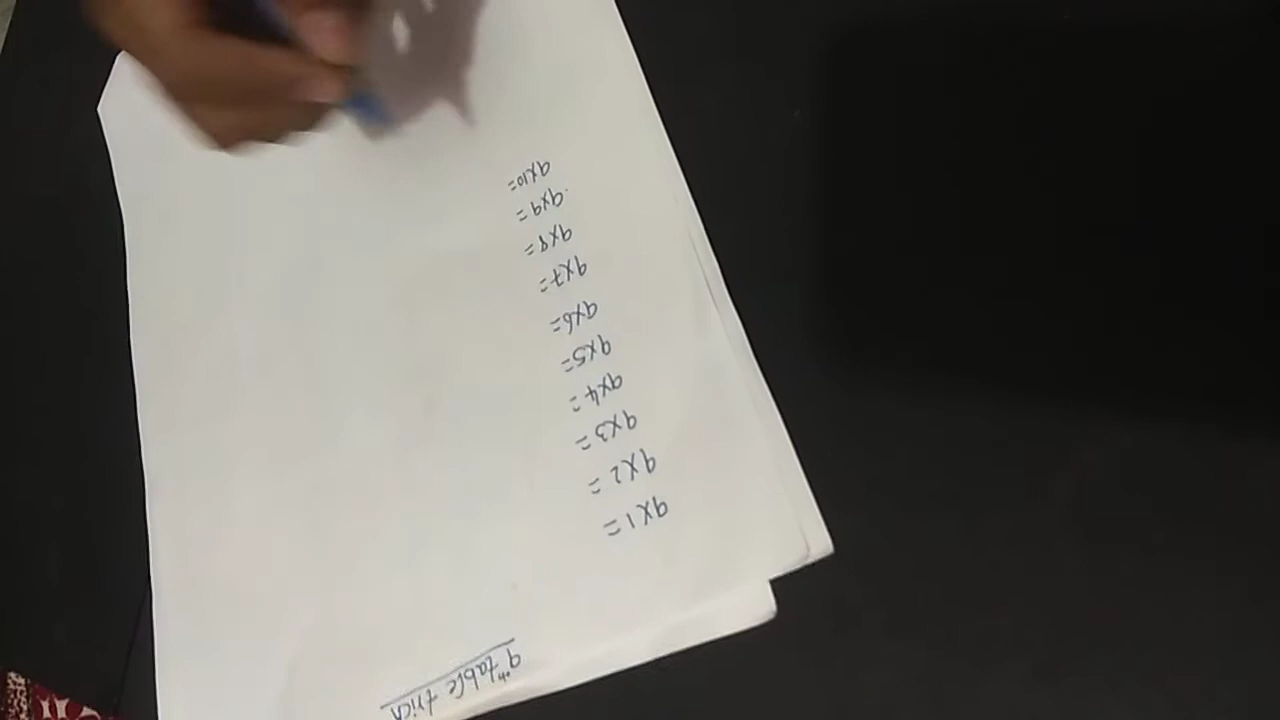 9th table trick
9x1=
9x2=
9x3=
9x4=
9x5=
9x6=
9x7=
9x8=
9x9=
9x10=